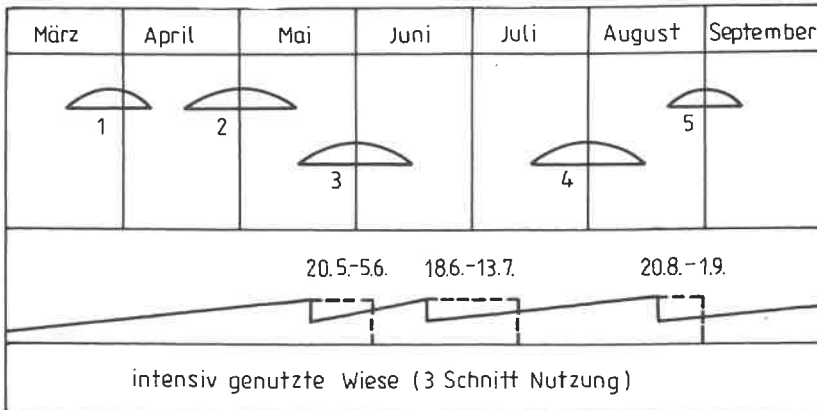 März April Mai Juni Juli August September
1 2 5
3 4
20.5.-5.6. 18.6.-13.7. 20.8.-1.9.
intensiv genutzte Wiese (3 Schnitt Nutzung)